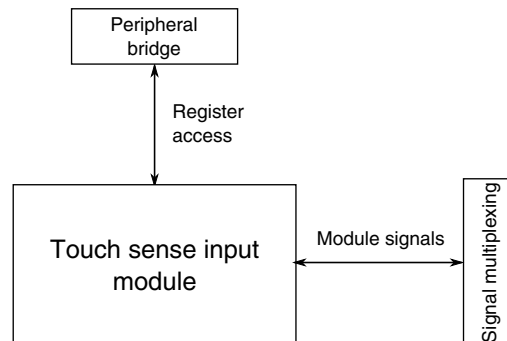 Peripheral
bridge
Register
access
Touch sense input
module
Module signals
Signal multiplexing